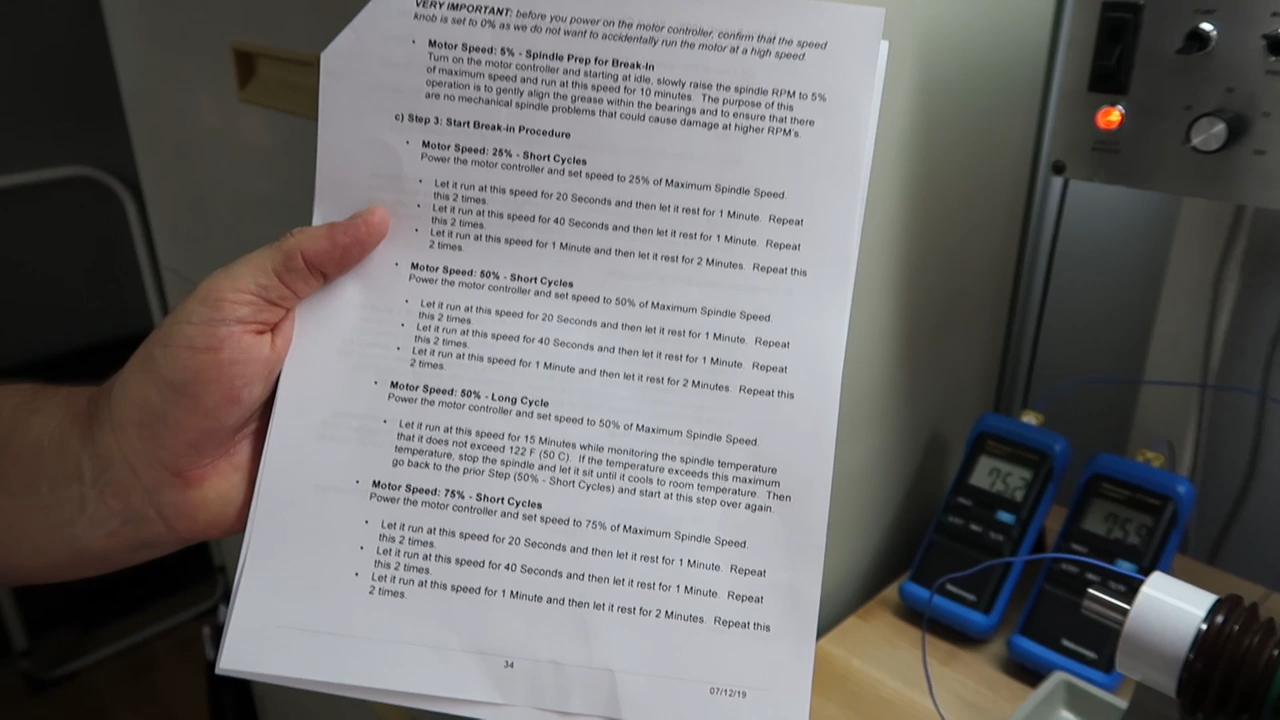 VERY IMPORTANT: before you power on the motor controller, confirm that the speed
knob is set to 0% as we do not want to accidentally run the motor at a high speed.
• Motor Speed: 5% - Spindle Prep for Break-In
Turn on the motor controller and starting at idle, slowly raise the spindle RPM to 5%
of maximum speed and run at this speed for 10 minutes. The purpose of this
operation is to gently align the grease within the bearings and to ensure that there
are no mechanical spindle problems that could cause damage at higher RPM's.
c) Step 3: Start Break-in Procedure
• Motor Speed: 25% - Short Cycles
Power the motor controller and set speed to 25% of Maximum Spindle Speed.
• Let it run at this speed for 20 Seconds and then let it rest for 1 Minute. Repeat
this 2 times.
• Let it run at this speed for 40 Seconds and then let it rest for 1 Minute. Repeat
this 2 times.
• Let it run at this speed for 1 Minute and then let it rest for 2 Minutes. Repeat this
2 times.
• Motor Speed: 50% - Short Cycles
Power the motor controller and set speed to 50% of Maximum Spindle Speed.
• Let it run at this speed for 20 Seconds and then let it rest for 1 Minute. Repeat
this 2 times.
• Let it run at this speed for 40 Seconds and then let it rest for 1 Minute. Repeat
this 2 times.
• Let it run at this speed for 1 Minute and then let it rest for 2 Minutes. Repeat this
2 times.
• Motor Speed: 50% - Long Cycle
Power the motor controller and set speed to 50% of Maximum Spindle Speed.
• Let it run at this speed for 15 Minutes while monitoring the spindle temperature
that it does not exceed 122 F (50 C). If the temperature exceeds this maximum
temperature, stop the spindle and let it sit until it cools to room temperature. Then
go back to the prior Step (50% - Short Cycles) and start at this step over again.
• Motor Speed: 75% - Short Cycles
Power the motor controller and set speed to 75% of Maximum Spindle Speed.
• Let it run at this speed for 20 Seconds and then let it rest for 1 Minute. Repeat
this 2 times.
• Let it run at this speed for 40 Seconds and then let it rest for 1 Minute. Repeat
this 2 times.
• Let it run at this speed for 1 Minute and then let it rest for 2 Minutes. Repeat this
2 times.
34
07/12/19
75.2
75.9